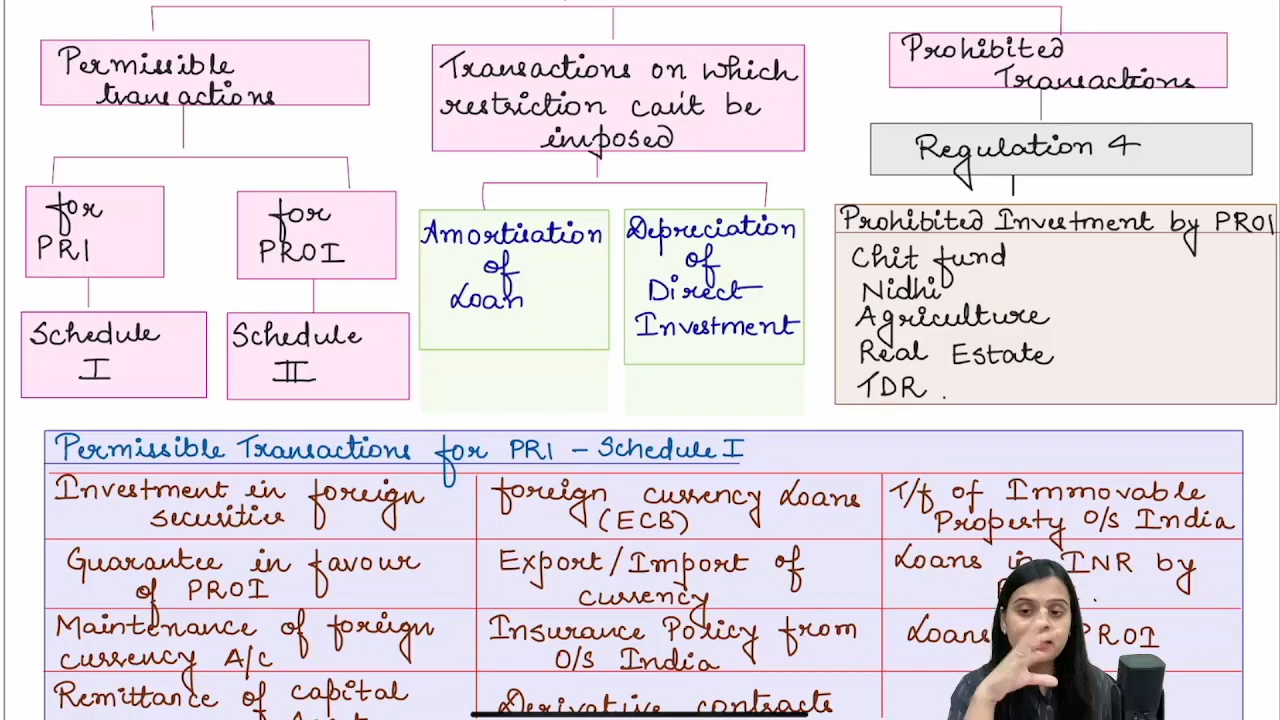 Permissible
transactions
Transactions on which
restriction can't be
imposed
Prohibited
Transactions
Regulation 4
for
PRI
for
PROI
Schedule
I
Schedule
II
Amortisation
of
Loan
Depreciation
of
Direct
Investment
Prohibited Investment by PROI
Chit fund
Nidhi
Agriculture
Real Estate
TDR.
Permissible Transactions for PRI - Schedule I
Investment in foreign
securities
foreign currency Loans
(ECB)
T/f of Immovable
Property O/S India
Guarantee in favour
of PROI
Export/Import of
currency
Loans in INR by
Maintenance of foreign
currency A/c
Insurance Policy from
O/S India
Loans PROI
Remittance of capital
Derivative contracts